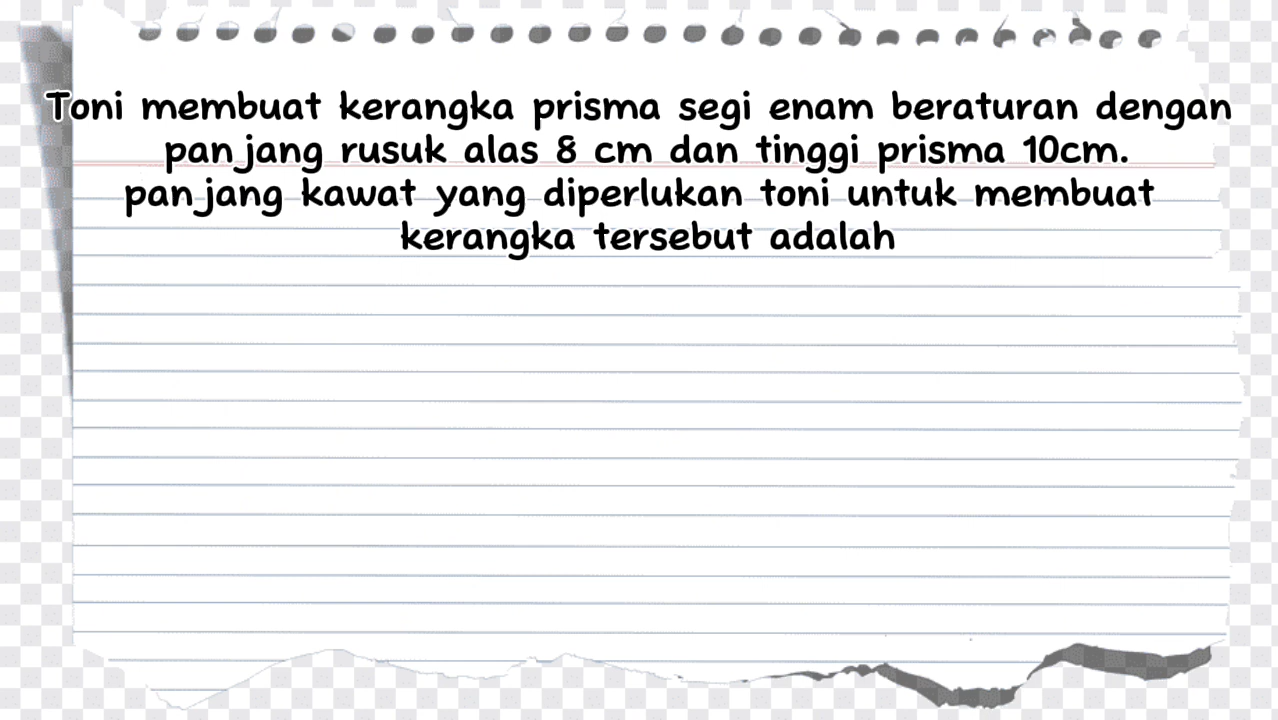 Toni membuat kerangka prisma segi enam beraturan dengan
panjang rusuk alas 8 cm dan tinggi prisma 10cm.
panjang kawat yang diperlukan toni untuk membuat
kerangka tersebut adalah